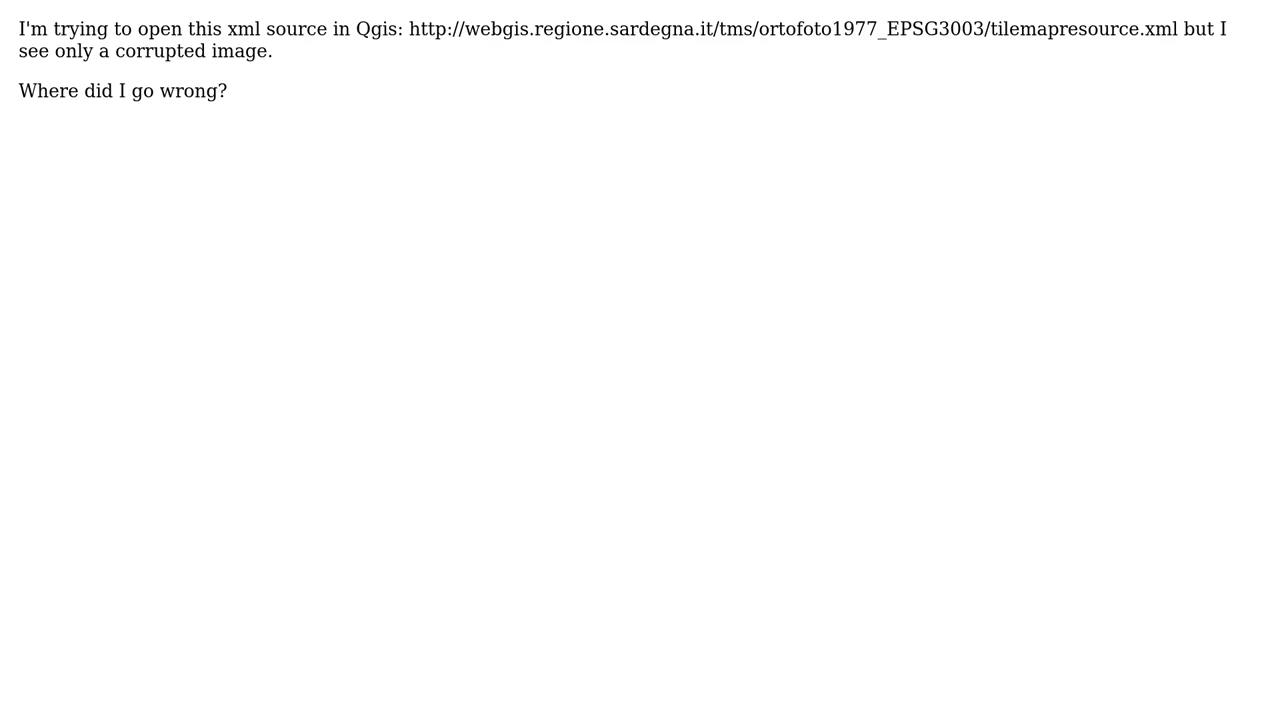 I'm trying to open this xml source in Qgis: http://webgis.regione.sardegna.it/tms/ortofoto1977_EPSG3003/tilemapresource.xml but I
see only a corrupted image.
Where did I go wrong?